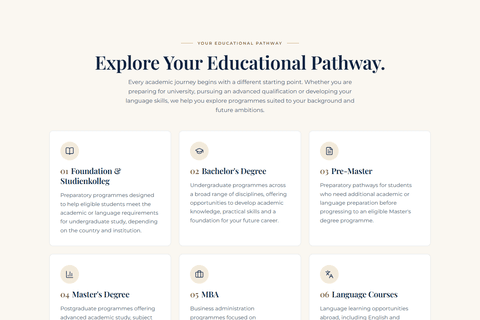 YOUR EDUCATIONAL PATHWAY
Explore Your Educational Pathway.
Every academic journey begins with a different starting point. Whether you are
preparing for university, pursuing an advanced qualification or developing your
language skills, we help you explore programmes suited to your background and
future ambitions.
01 Foundation &
Studienkolleg
Preparatory programmes designed
to help eligible students meet the
academic or language requirements
for undergraduate study, depending
on the country and institution.
02 Bachelor's Degree
Undergraduate programmes across
a broad range of disciplines, offering
opportunities to develop academic
knowledge, practical skills and a
foundation for your future career.
03 Pre-Master
Preparatory pathways for students
who need additional academic or
language preparation before
progressing to an eligible Master's
degree programme.
04 Master's Degree
Postgraduate programmes offering
advanced academic study, subject
05 MBA
Business administration
programmes focused on
06 Language Courses
Language learning opportunities
abroad, including English and